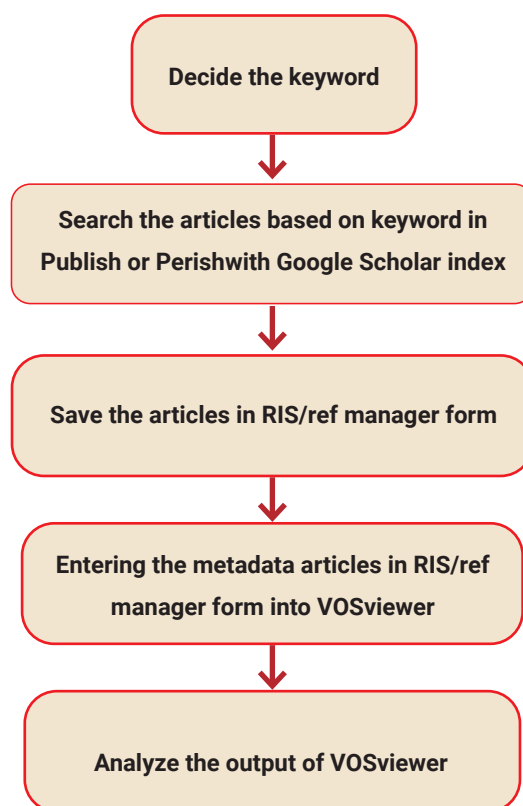 Decide the keyword
Search the articles based on keyword in
Publish or Perishwith Google Scholar index
Save the articles in RIS/ref manager form
Entering the metadata articles in RIS/ref
manager form into VOSviewer
Analyze the output of VOSviewer